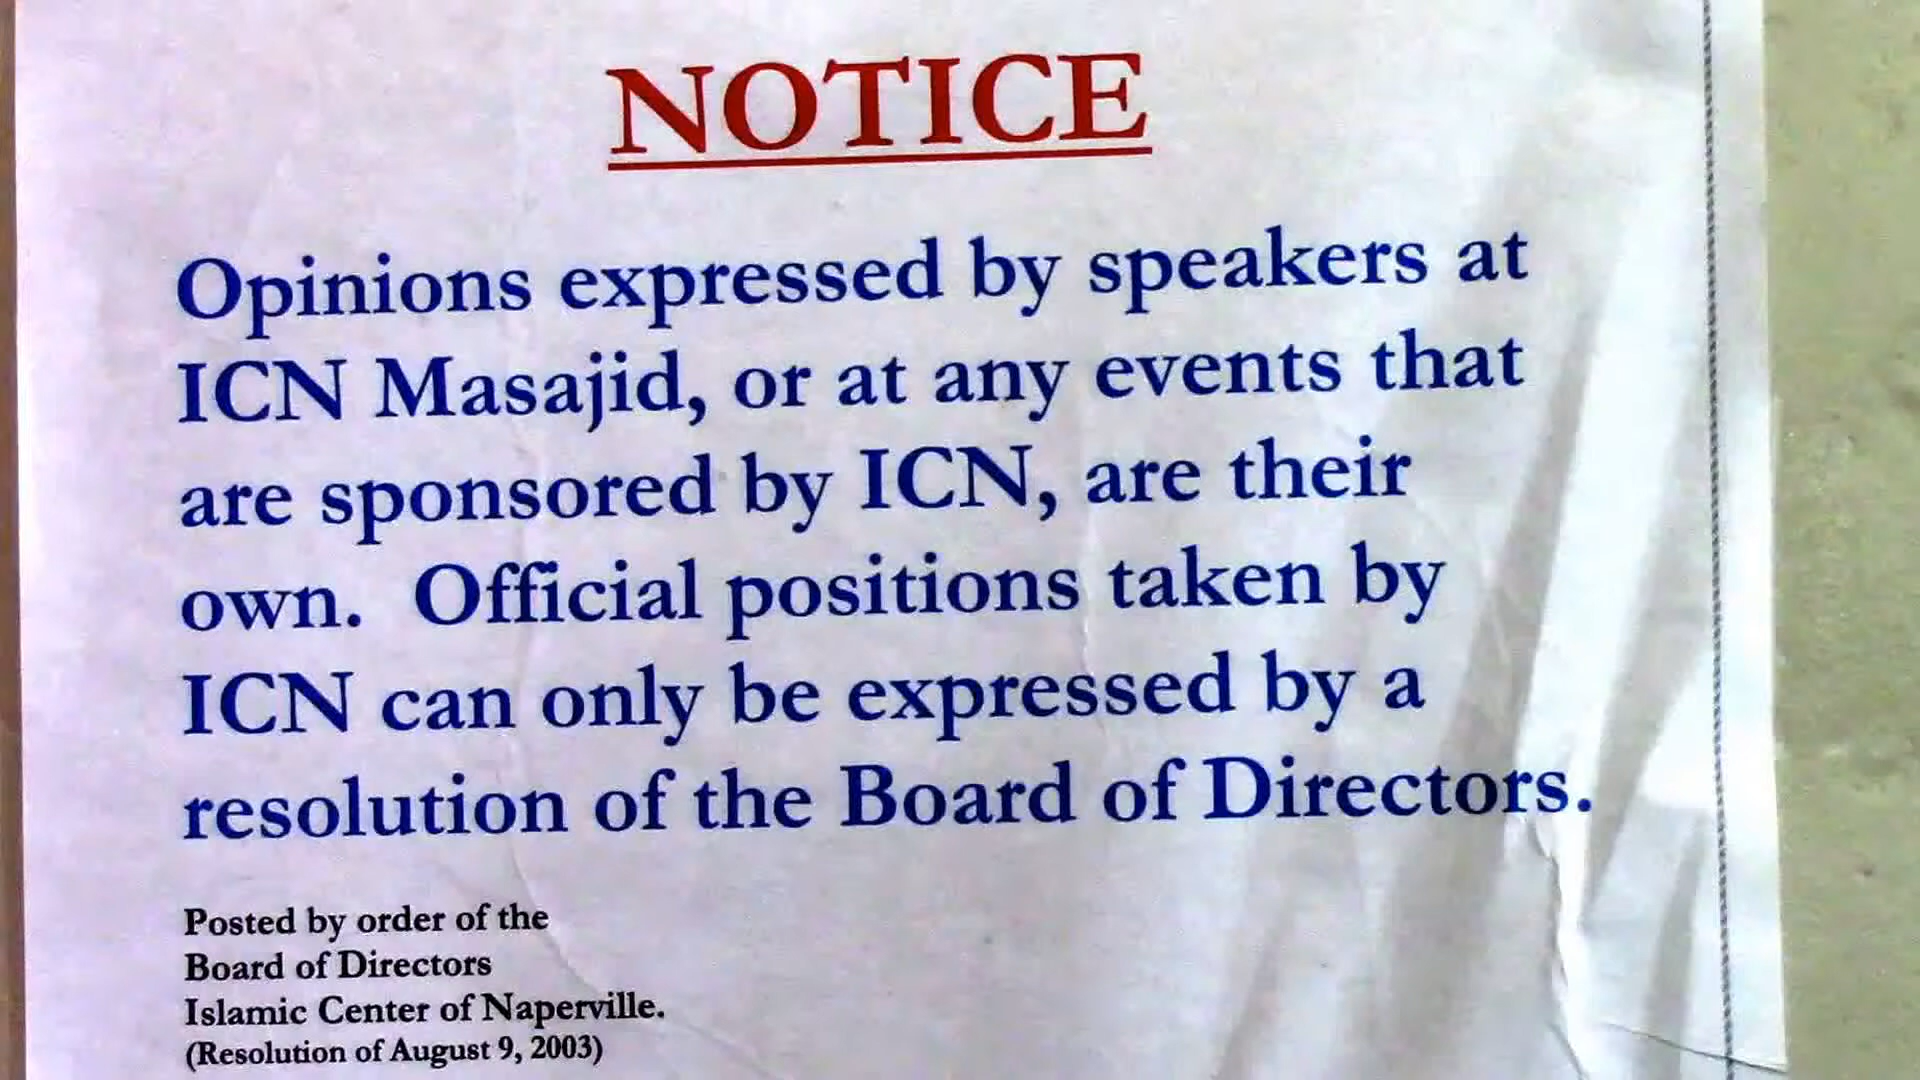 NOTICE
Opinions expressed by speakers at
ICN Masajid, or at any events that
are sponsored by ICN, are their
own. Official positions taken by
ICN can only be expressed by a
resolution of the Board of Directors.
Posted by order of the
Board of Directors
Islamic Center of Naperville.
(Resolution of August 9, 2003)